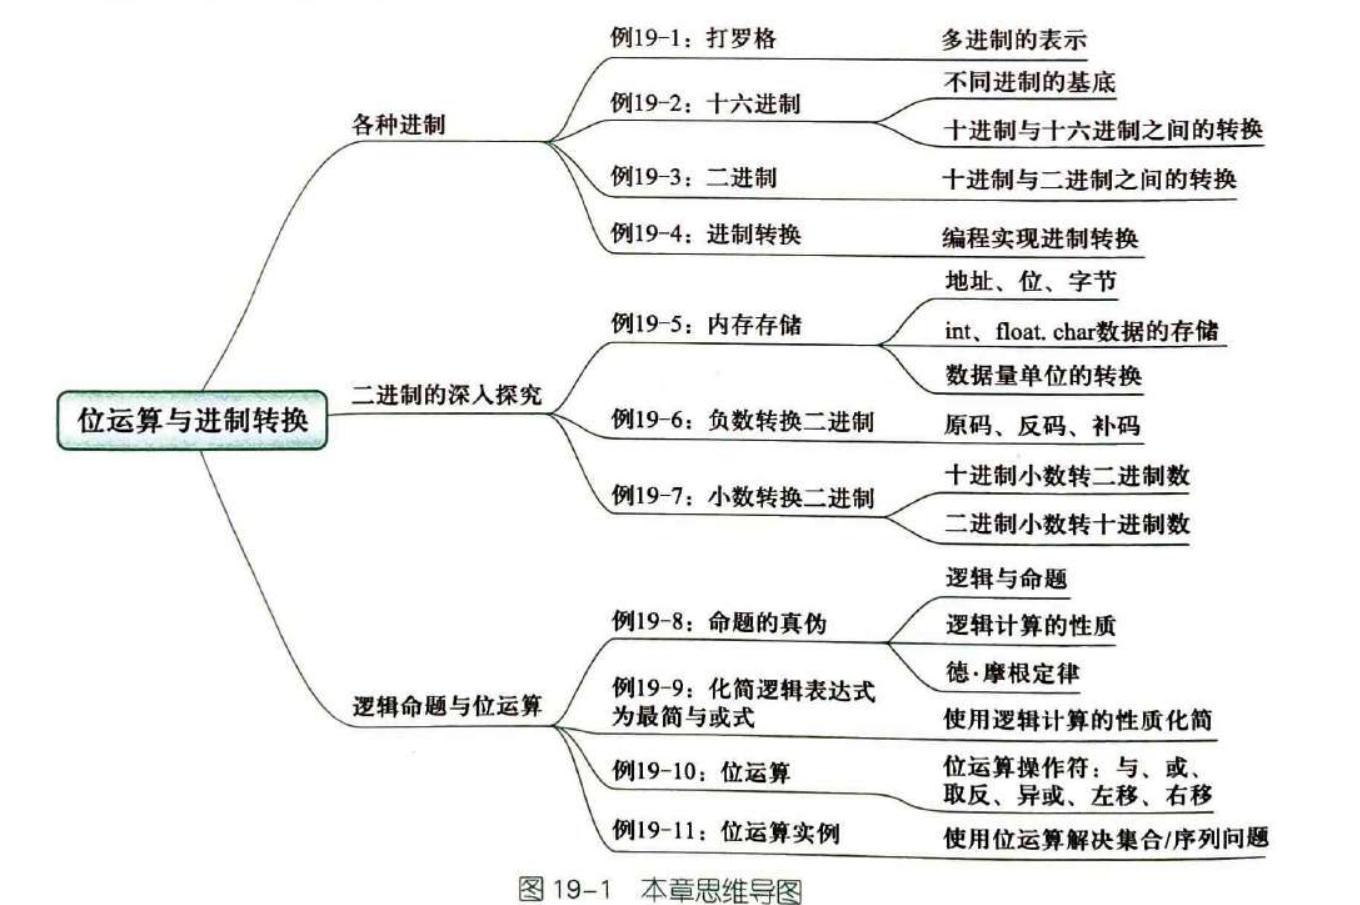 位运算与进制转换
各种进制
例19-1：打罗格
多进制的表示
例19-2：十六进制
不同进制的基底
十进制与十六进制之间的转换
例19-3：二进制
十进制与二进制之间的转换
例19-4：进制转换
编程实现进制转换
二进制的深入探究
例19-5：内存存储
地址、位、字节
int、float. char数据的存储
数据量单位的转换
例19-6：负数转换二进制
原码、反码、补码
例19-7：小数转换二进制
十进制小数转二进制数
二进制小数转十进制数
逻辑命题与位运算
例19-8：命题的真伪
逻辑与命题
逻辑计算的性质
德·摩根定律
例19-9：化简逻辑表达式
为最简与或式
使用逻辑计算的性质化简
例19-10：位运算
位运算操作符：与、或、
取反、异或、左移、右移
例19-11：位运算实例
使用位运算解决集合/序列问题
图 19-1 本章思维导图